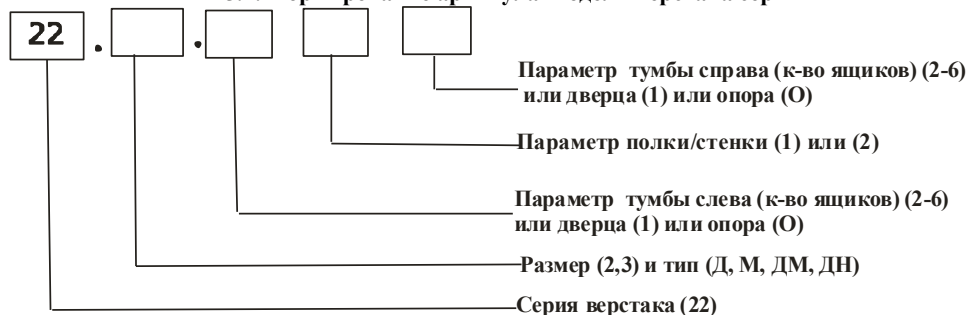 22 . .
Параметр тумбы справа (к-во ящиков) (2-6)
или дверца (1) или опора (О)
Параметр полки/стенки (1) или (2)
Параметр тумбы слева (к-во ящиков) (2-6)
или дверца (1) или опора (О)
Размер (2,3) и тип (Д, М, ДМ, ДН)
Серия верстака (22)